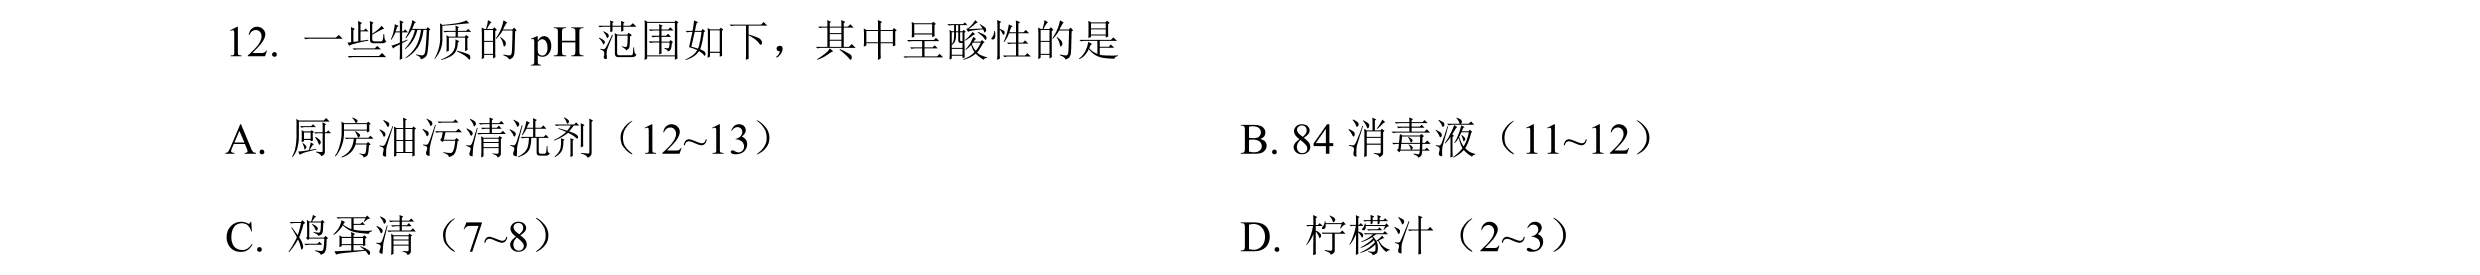 12. 一些物质的 pH 范围如下，其中呈酸性的是
A. 厨房油污清洗剂（12~13） B. 84 消毒液（11~12）
C. 鸡蛋清（7~8） D. 柠檬汁（2~3）